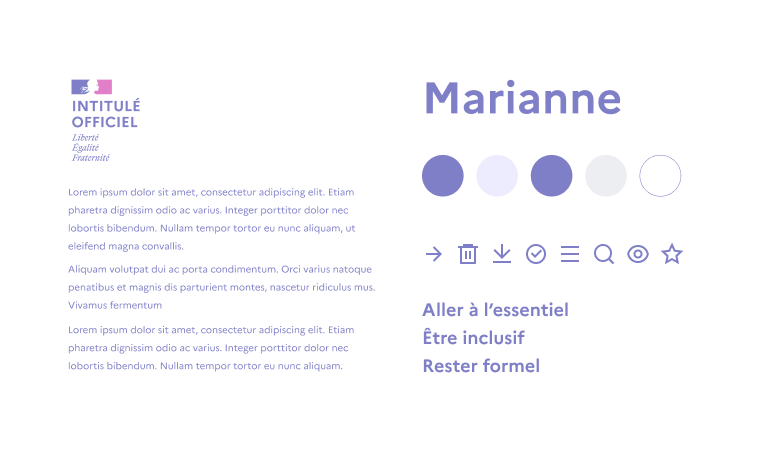 INTITULÉ
OFFICIEL
Liberté
Égalité
Fraternité
Lorem ipsum dolor sit amet, consectetur adipiscing elit. Etiam
pharetra dignissim odio ac varius. Integer porttitor dolor nec
lobortis bibendum. Nullam tempor tortor eu nunc aliquam, ut
eleifend magna convallis.
Aliquam volutpat dui ac porta condimentum. Orci varius natoque
penatibus et magnis dis parturient montes, nascetur ridiculus mus.
Vivamus fermentum
Lorem ipsum dolor sit amet, consectetur adipiscing elit. Etiam
pharetra dignissim odio ac varius. Integer porttitor dolor nec
lobortis bibendum. Nullam tempor tortor eu nunc aliquam.
Marianne
Aller à l’essentiel
Être inclusif
Rester formel